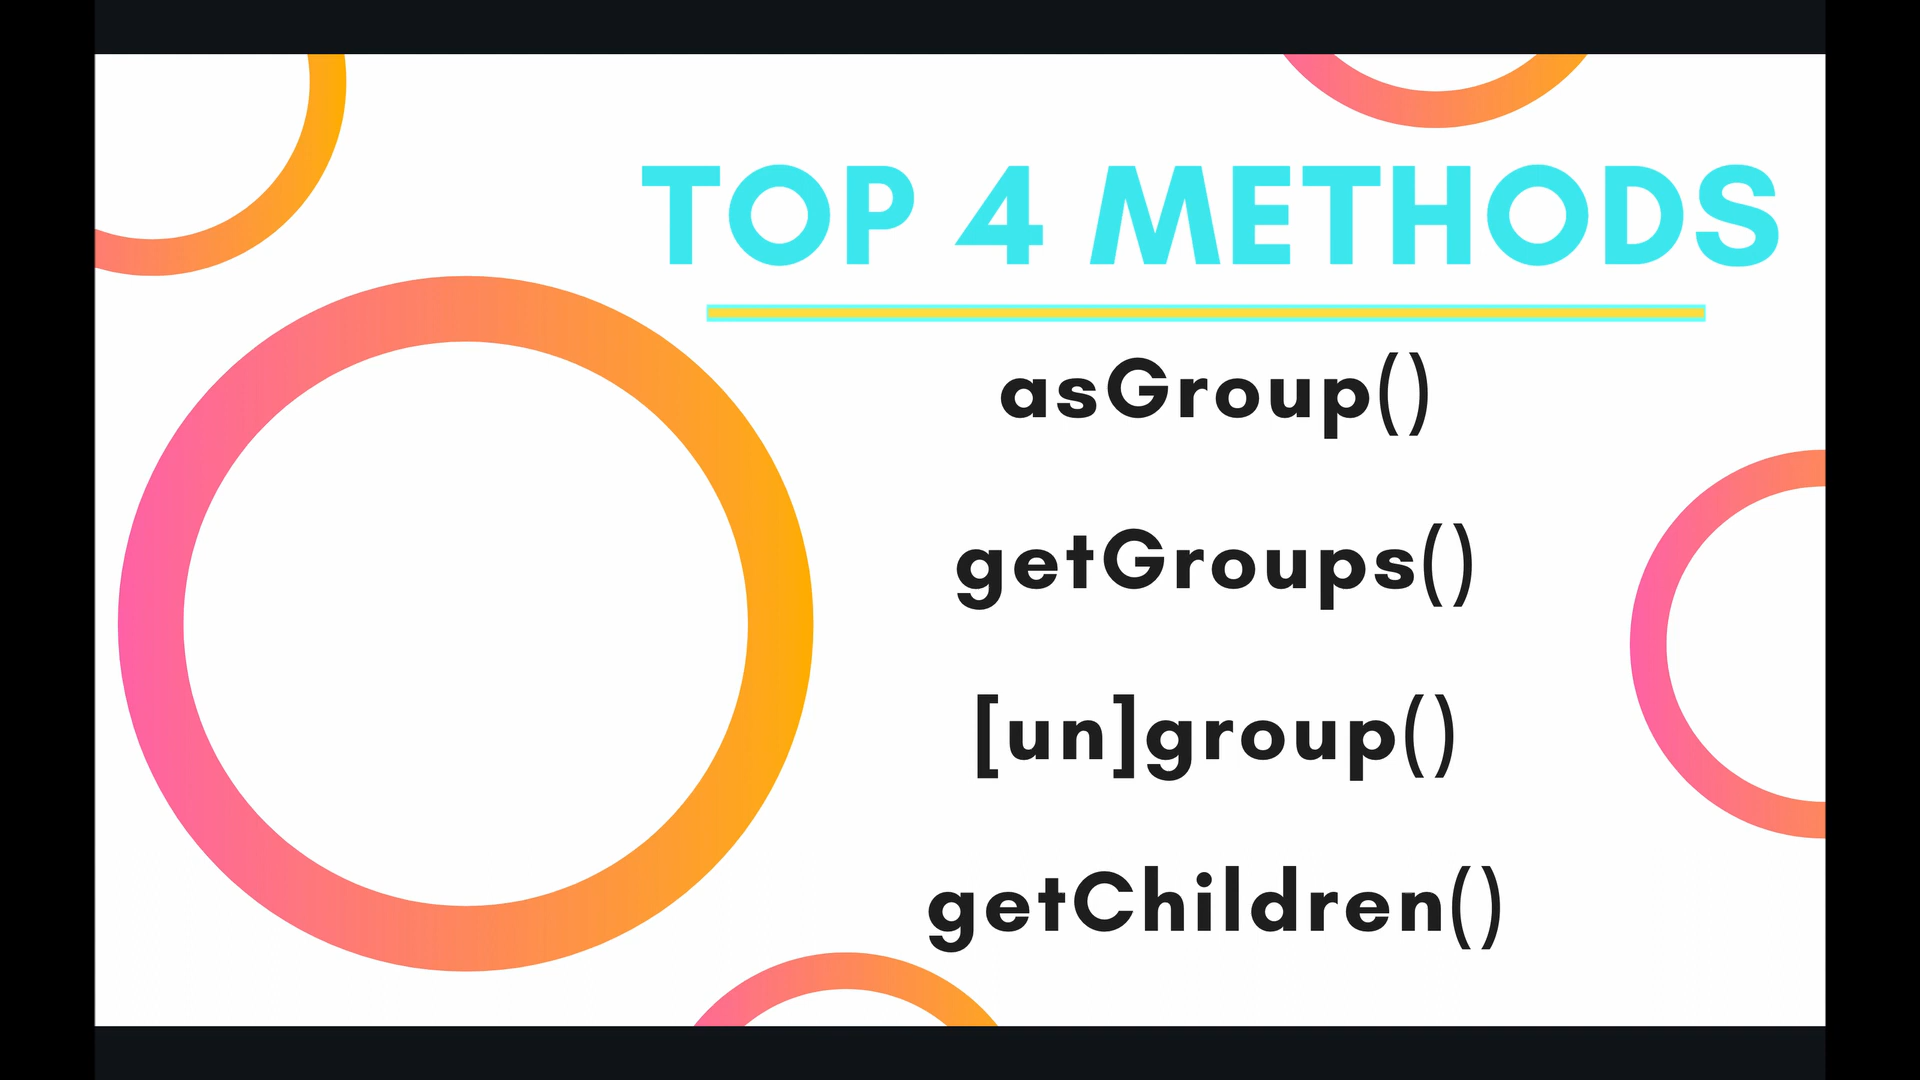 TOP 4 METHODS
asGroup()
getGroups()
[un]group()
getChildren()